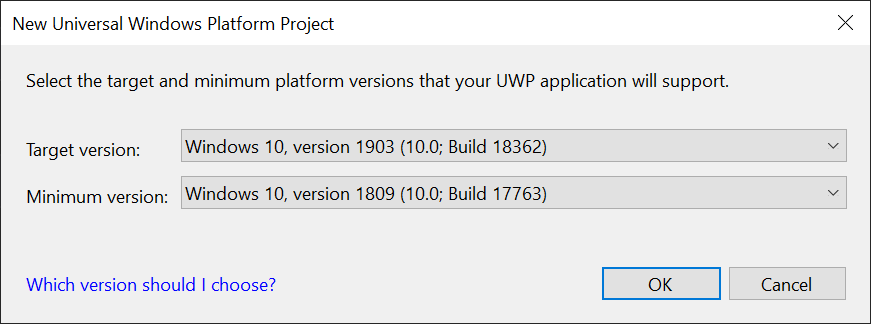 New Universal Windows Platform Project
Select the target and minimum platform versions that your UWP application will support.
Target version: Windows 10, version 1903 (10.0; Build 18362)
Minimum version: Windows 10, version 1809 (10.0; Build 17763)
Which version should I choose? OK Cancel